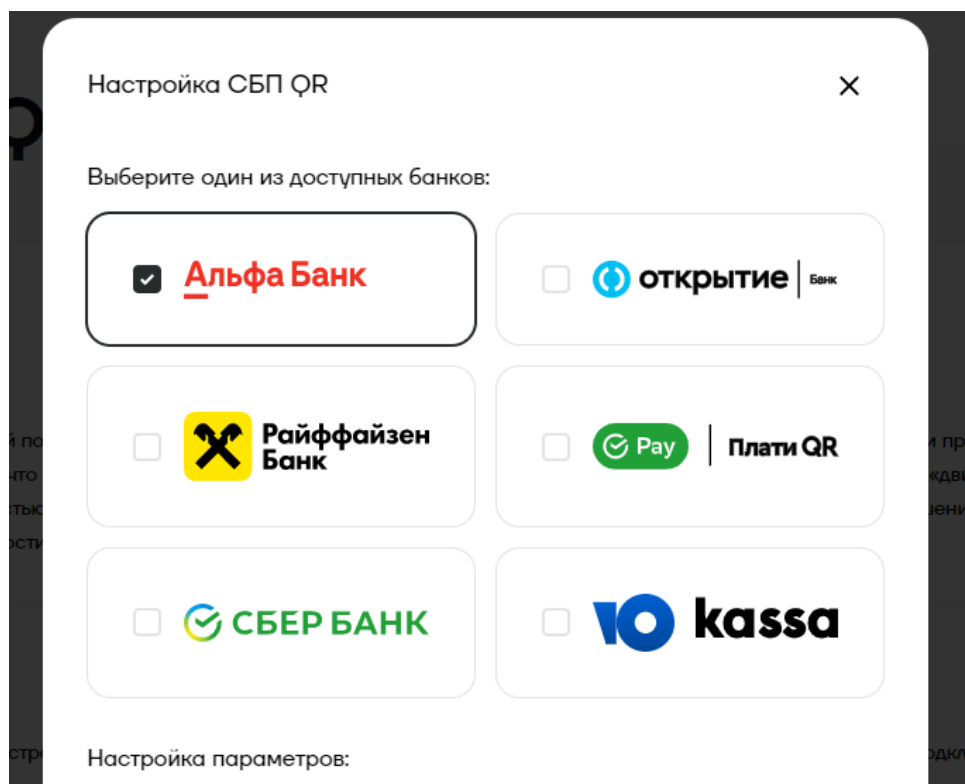 Настройка СБП QR
Выберите один из доступных банков:
Альфа Банк
открытие Банк
Райффайзен
Банк
Pay Плати QR
СБЕР БАНК
Ю kassa
Настройка параметров: